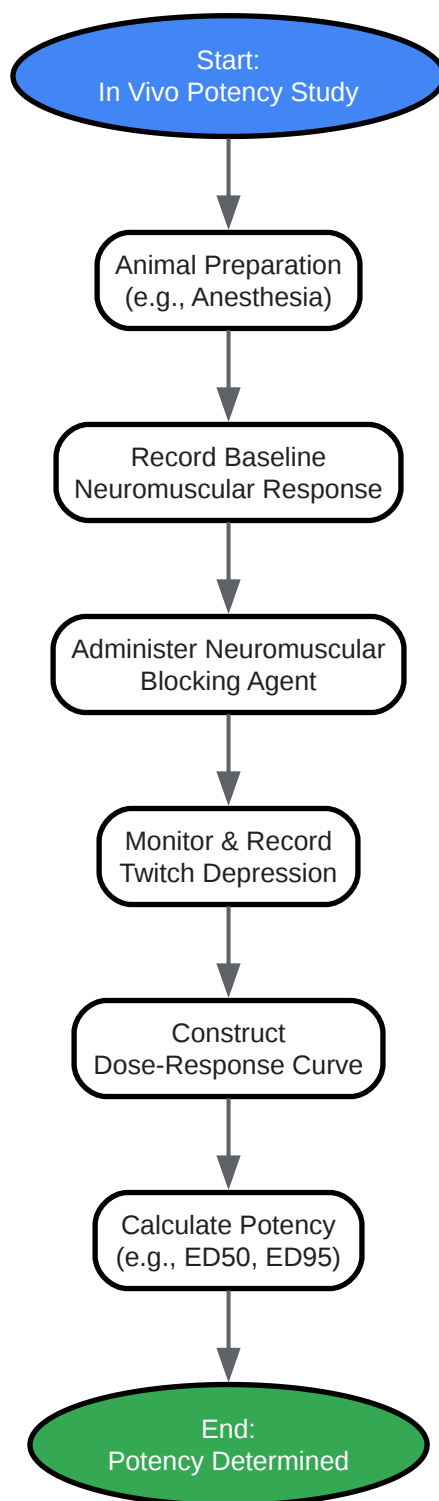 Start:
In Vivo Potency Study
Animal Preparation
(e.g., Anesthesia)
Record Baseline
Neuromuscular Response
Administer Neuromuscular
Blocking Agent
Monitor & Record
Twitch Depression
Construct
Dose-Response Curve
Calculate Potency
(e.g., ED50, ED95)
End:
Potency Determined